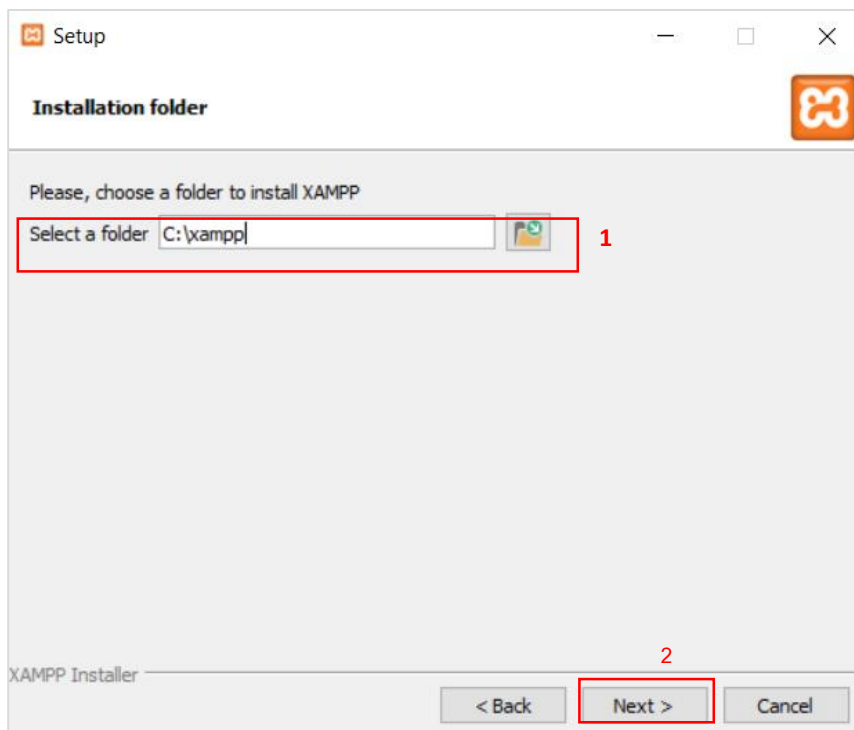 Setup
Installation folder
Please, choose a folder to install XAMPP
Select a folder C:\xampp
1
XAMPP Installer
2
< Back Next > Cancel